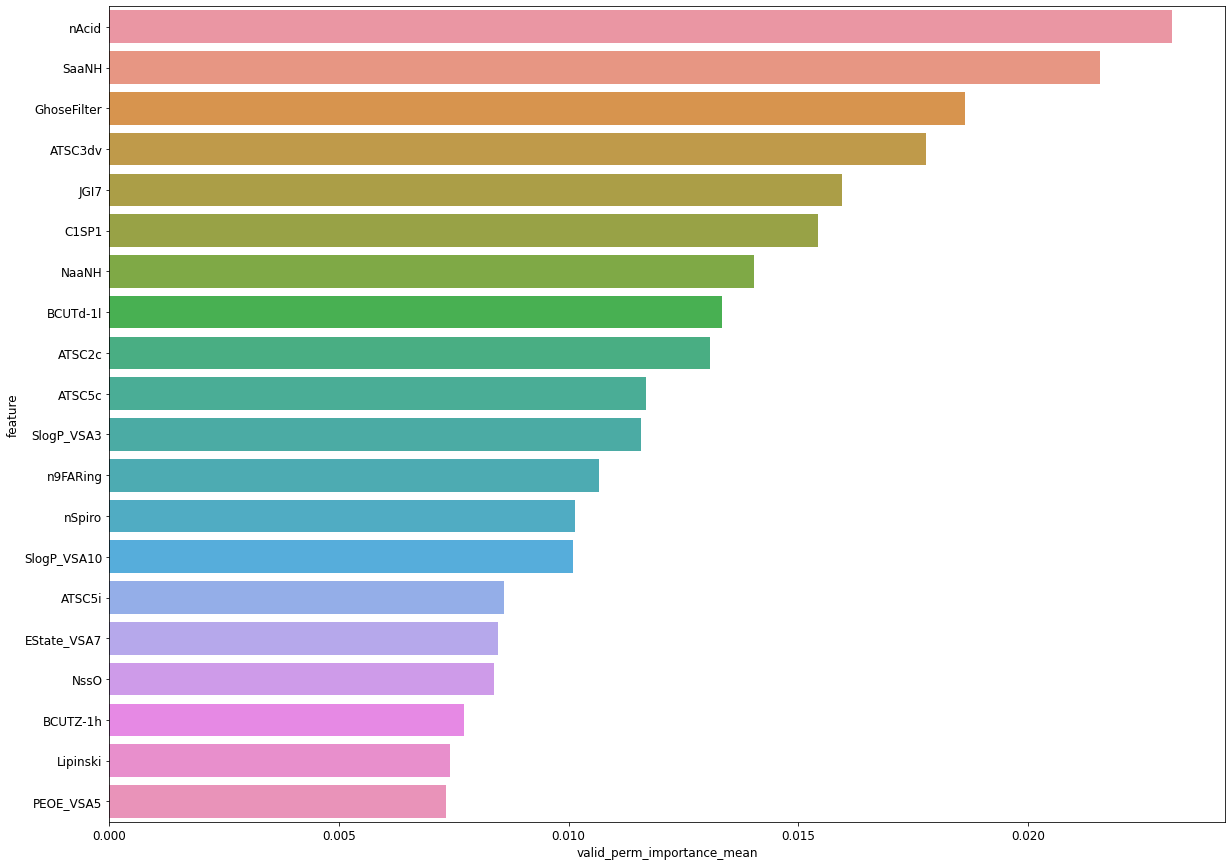 nAcid
SaaNH
GhoseFilter
ATSC3dv
JGI7
C1SP1
NaaNH
BCUTd-1l
ATSC2c
ATSC5c
SlogP_VSA3
n9FARing
nSpiro
SlogP_VSA10
ATSC5i
EState_VSA7
NssO
BCUTZ-1h
Lipinski
PEOE_VSA5
feature
0.000 0.005 0.010 0.015 0.020
valid_perm_importance_mean